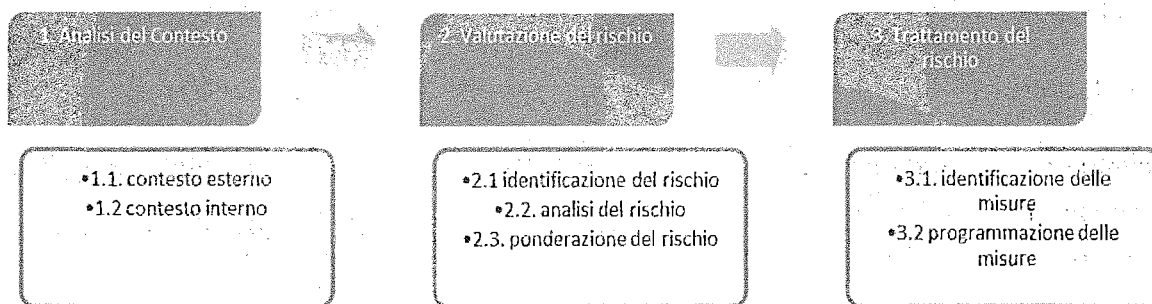 1. Analisi del Contesto
•1.1. contesto esterno
•1.2 contesto interno
2. Valutazione del rischio
•2.1 identificazione del rischio
•2.2. analisi del rischio
•2.3. ponderazione del rischio
3. Trattamento del
rischio
•3.1. identificazione delle
misure
•3.2 programmazione delle
misure